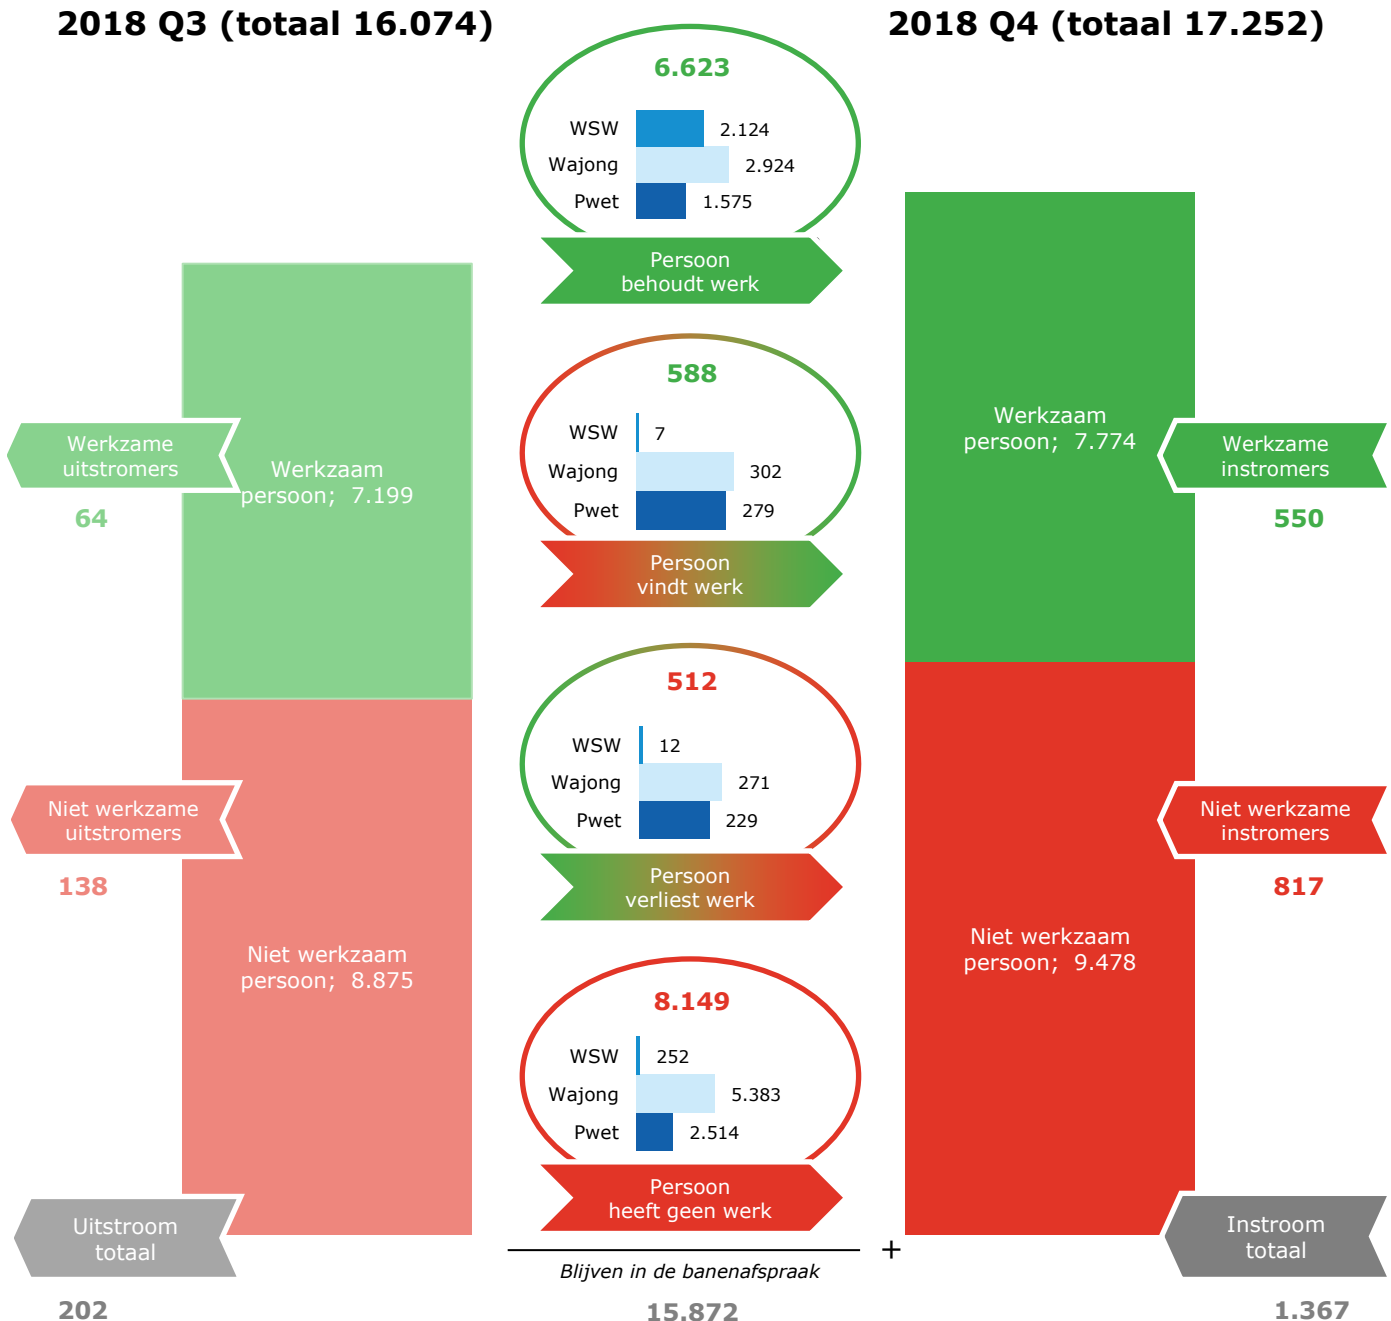 2018 Q3 (totaal 16.074)
2018 Q4 (totaal 17.252)
6.623
WSW 2.124
Wajong 2.924
Pwet 1.575
Persoon
behoudt werk
588
WSW 7
Wajong 302
Pwet 279
Persoon
vindt werk
512
WSW 12
Wajong 271
Pwet 229
Persoon
verliest werk
8.149
WSW 252
Wajong 5.383
Pwet 2.514
Persoon
heeft geen werk
+
Blijven in de banenafspraak
15.872
Werkzame
uitstromers
64
Werkzaam
persoon; 7.199
Niet werkzame
uitstromers
138
Niet werkzaam
persoon; 8.875
Uitstroom
totaal
202
Werkzaam
persoon; 7.774
Werkzame
instromers
550
Niet werkzaam
persoon; 9.478
Niet werkzame
instromers
817
Instroom
totaal
1.367